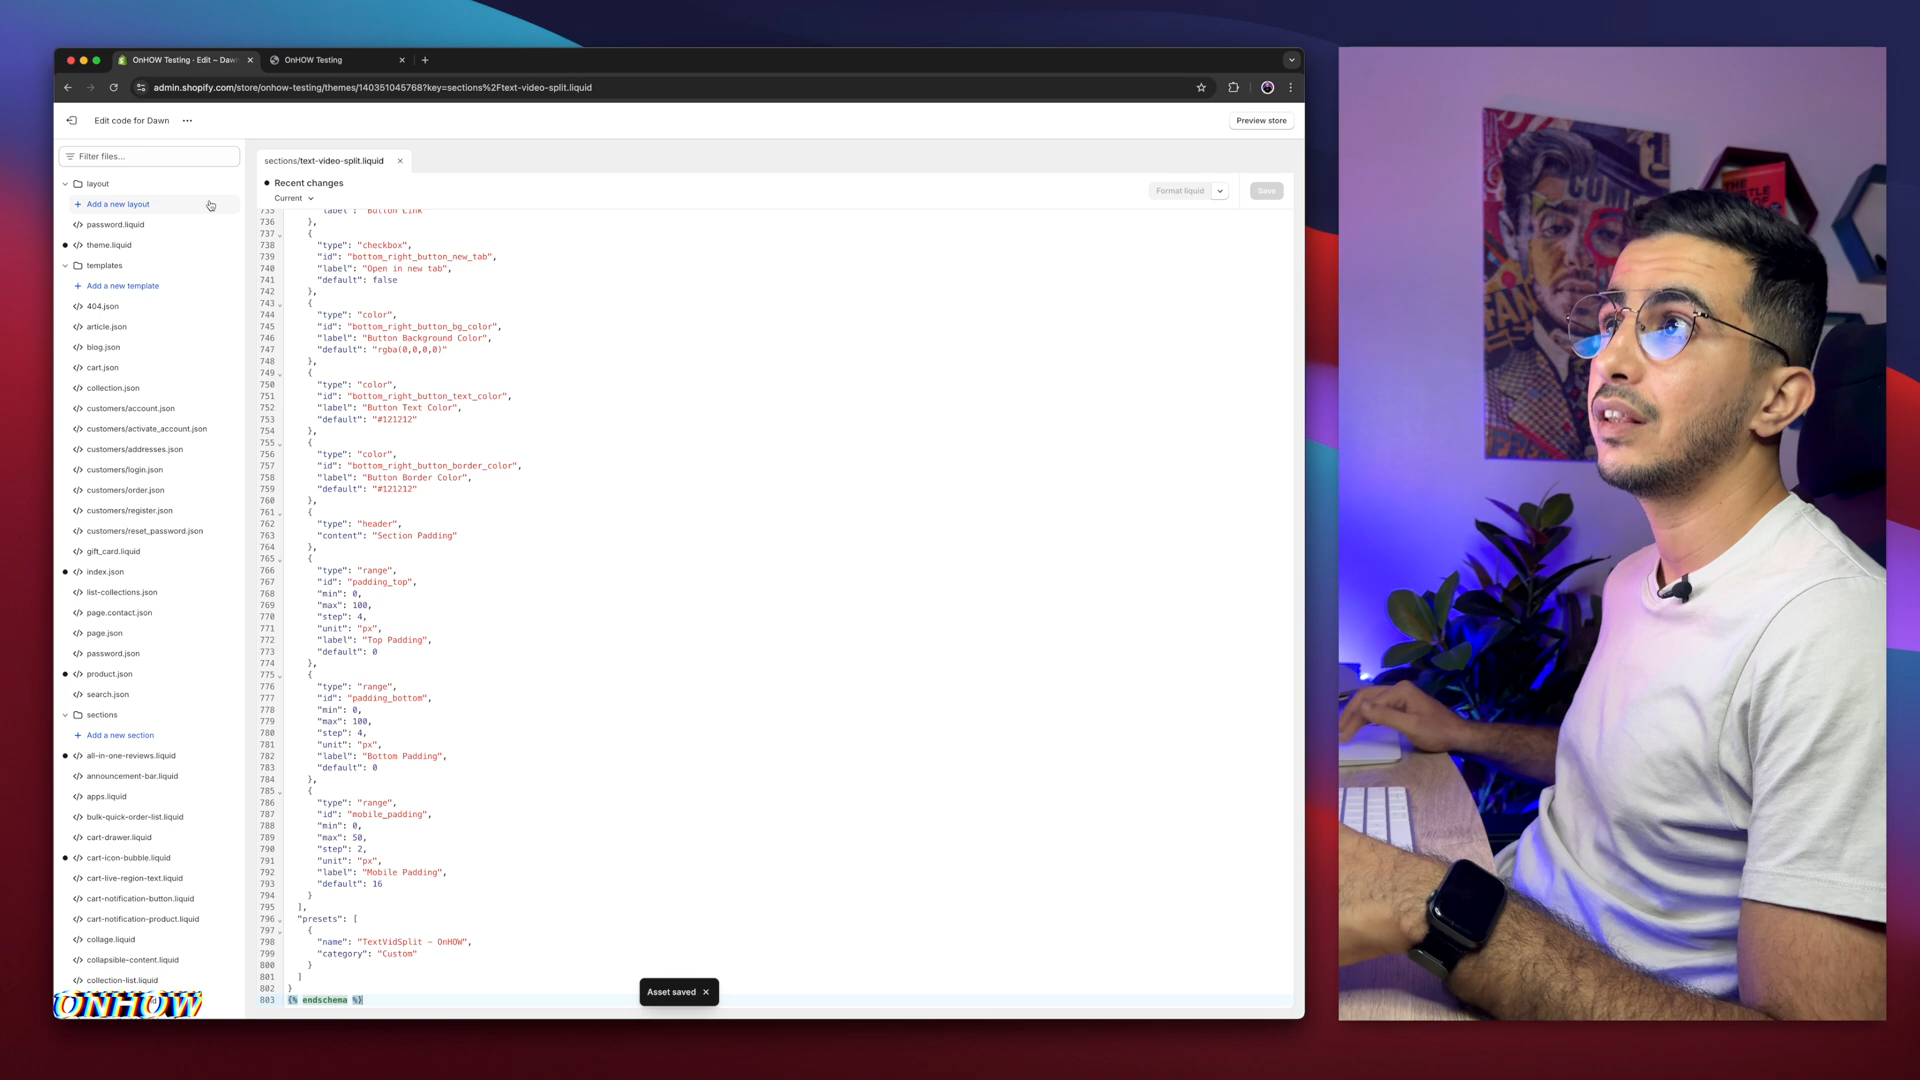 OnHOW Testing · Edit ~ Dawn
OnHOW Testing
admin.shopify.com/store/onhow-testing/themes/140351045768?key=sections%2Ftext-video-split.liquid
Edit code for Dawn
Preview store
Filter files...
layout
Add a new layout
password.liquid
theme.liquid
templates
Add a new template
404.json
article.json
blog.json
cart.json
collection.json
customers/account.json
customers/activate_account.json
customers/addresses.json
customers/login.json
customers/order.json
customers/register.json
customers/reset_password.json
gift_card.liquid
index.json
list-collections.json
page.contact.json
page.json
password.json
product.json
search.json
sections
Add a new section
all-in-one-reviews.liquid
announcement-bar.liquid
apps.liquid
bulk-quick-order-list.liquid
cart-drawer.liquid
cart-icon-bubble.liquid
cart-live-region-text.liquid
cart-notification-button.liquid
cart-notification-product.liquid
collage.liquid
collapsible-content.liquid
collection-list.liquid
ONHOW
sections/text-video-split.liquid
Recent changes
Current
Format liquid
Save
735 "label": "Button Link"
736 },
737 {
738 "type": "checkbox",
739 "id": "bottom_right_button_new_tab",
740 "label": "Open in new tab",
741 "default": false
742 },
743 {
744 "type": "color",
745 "id": "bottom_right_button_bg_color",
746 "label": "Button Background Color",
747 "default": "rgba(0,0,0,0)"
748 },
749 {
750 "type": "color",
751 "id": "bottom_right_button_text_color",
752 "label": "Button Text Color",
753 "default": "#121212"
754 },
755 {
756 "type": "color",
757 "id": "bottom_right_button_border_color",
758 "label": "Button Border Color",
759 "default": "#121212"
760 },
761 {
762 "type": "header",
763 "content": "Section Padding"
764 },
765 {
766 "type": "range",
767 "id": "padding_top",
768 "min": 0,
769 "max": 100,
770 "step": 4,
771 "unit": "px",
772 "label": "Top Padding",
773 "default": 0
774 },
775 {
776 "type": "range",
777 "id": "padding_bottom",
778 "min": 0,
779 "max": 100,
780 "step": 4,
781 "unit": "px",
782 "label": "Bottom Padding",
783 "default": 0
784 },
785 {
786 "type": "range",
787 "id": "mobile_padding",
788 "min": 0,
789 "max": 50,
790 "step": 2,
791 "unit": "px",
792 "label": "Mobile Padding",
793 "default": 16
794 }
795 ],
796 "presets": [
797 {
798 "name": "TextVidSplit – OnHOW",
799 "category": "Custom"
800 }
801 ]
802 }
803 {% endschema %}
Asset saved